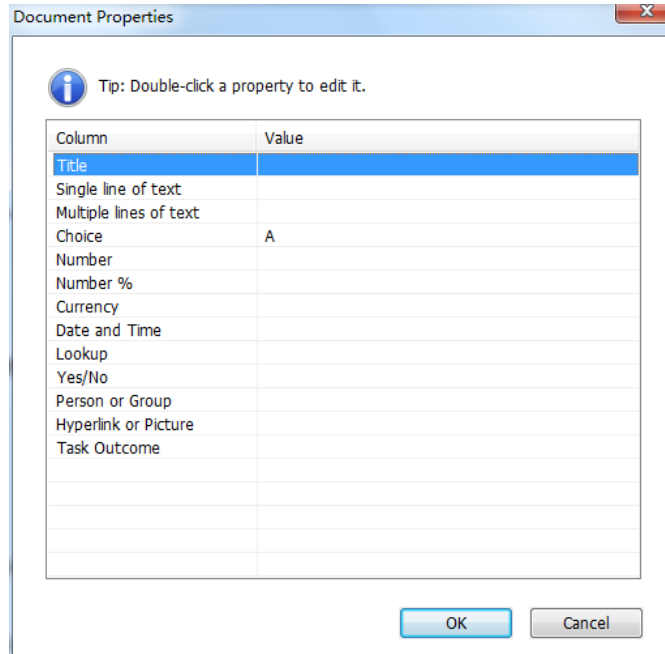 Document Properties
Tip: Double-click a property to edit it.
Column Value
Title
Single line of text
Multiple lines of text
Choice A
Number
Number %
Currency
Date and Time
Lookup
Yes/No
Person or Group
Hyperlink or Picture
Task Outcome
OK Cancel